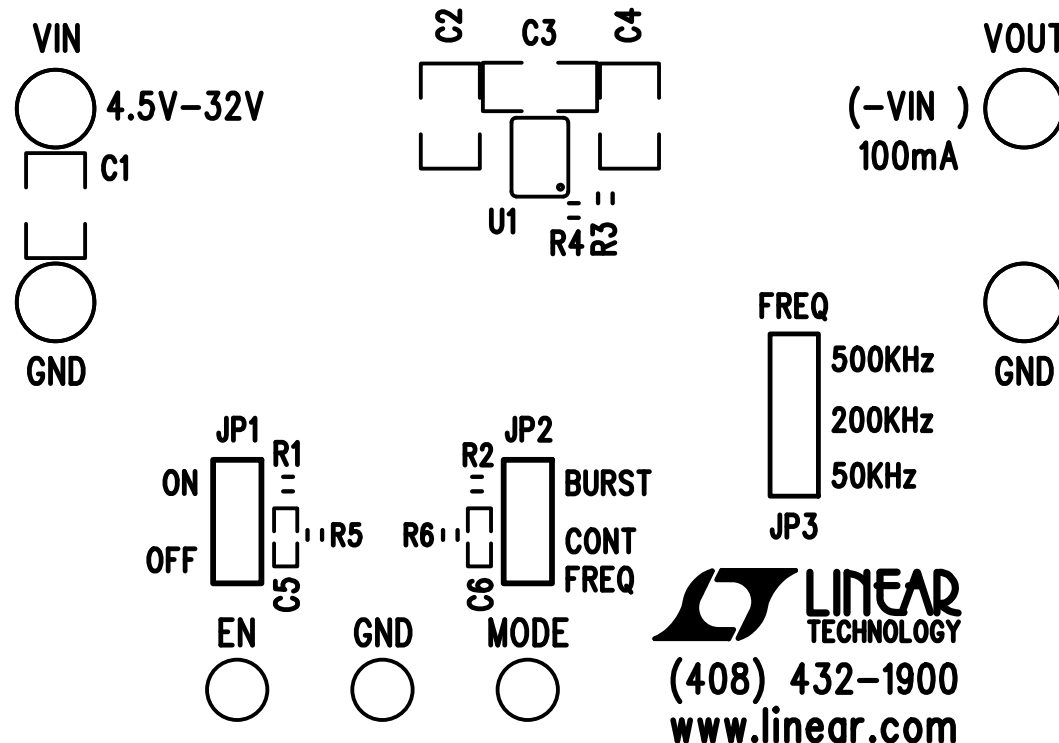 VIN
4.5V-32V
C1
GND
C2
C3
C4
U1
R4
R3
VOUT
(-VIN )
100mA
GND
FREQ
500KHz
200KHz
50KHz
JP3
JP1
ON
OFF
R1
R5
C5
JP2
R2
R6
C6
BURST
CONT
FREQ
EN
GND
MODE
LINEAR
TECHNOLOGY
(408) 432-1900
www.linear.com